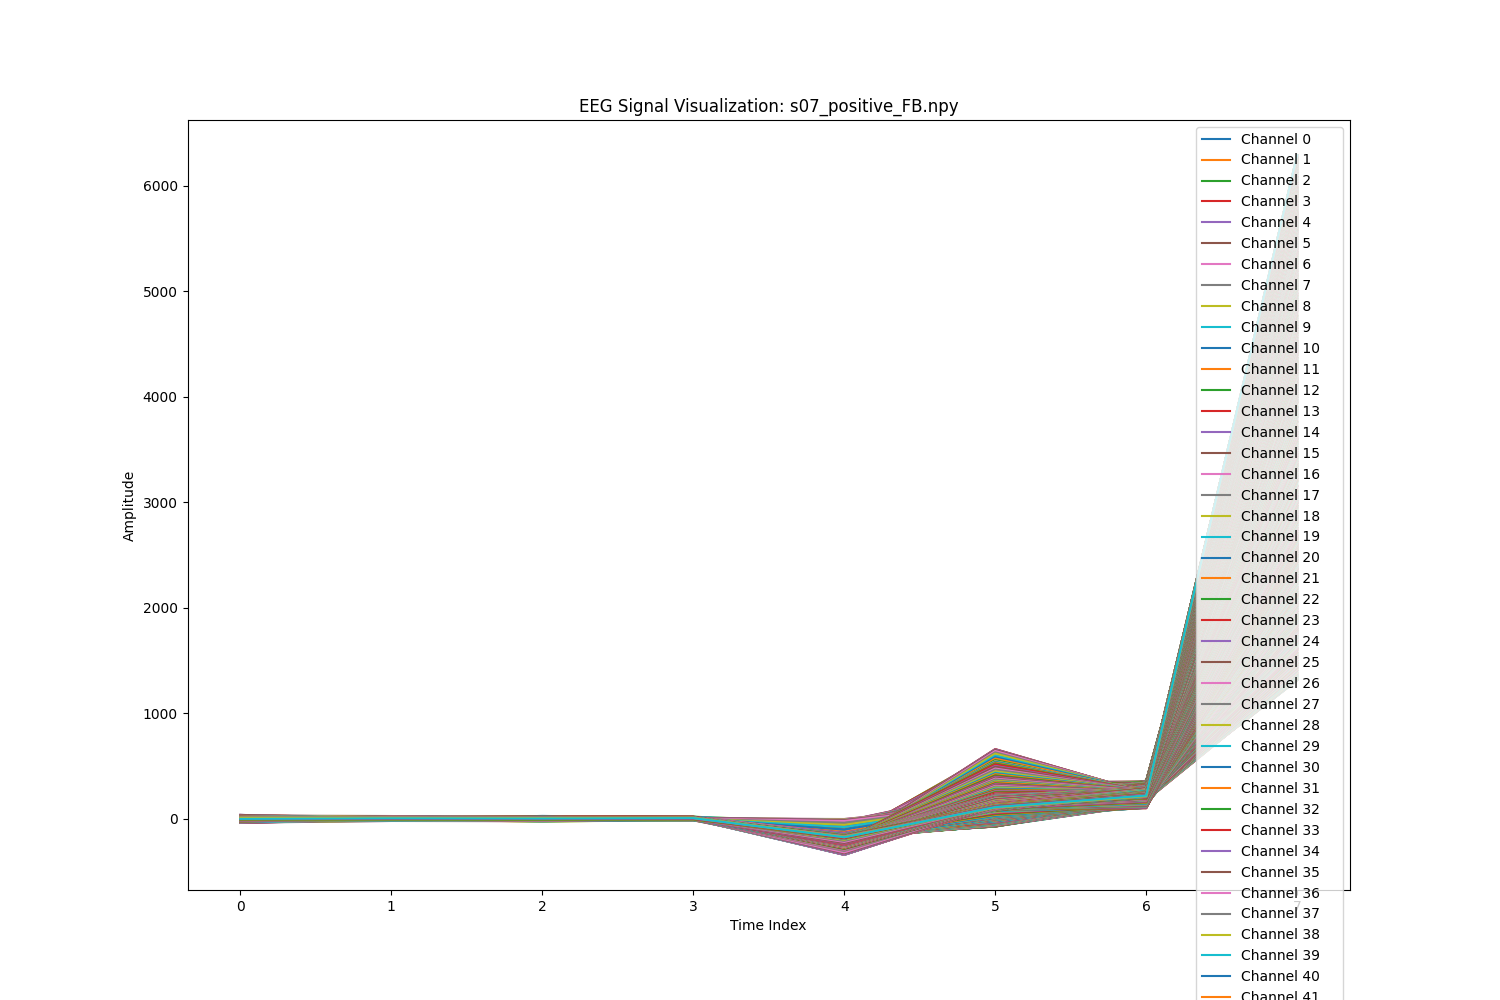 EEG Signal Visualization: s07_positive_FB.npy
6000
5000
4000
3000
2000
1000
0
Amplitude
0
1
2
3
4
5
6
7
Time Index
Channel 0
Channel 1
Channel 2
Channel 3
Channel 4
Channel 5
Channel 6
Channel 7
Channel 8
Channel 9
Channel 10
Channel 11
Channel 12
Channel 13
Channel 14
Channel 15
Channel 16
Channel 17
Channel 18
Channel 19
Channel 20
Channel 21
Channel 22
Channel 23
Channel 24
Channel 25
Channel 26
Channel 27
Channel 28
Channel 29
Channel 30
Channel 31
Channel 32
Channel 33
Channel 34
Channel 35
Channel 36
Channel 37
Channel 38
Channel 39
Channel 40
Channel 41